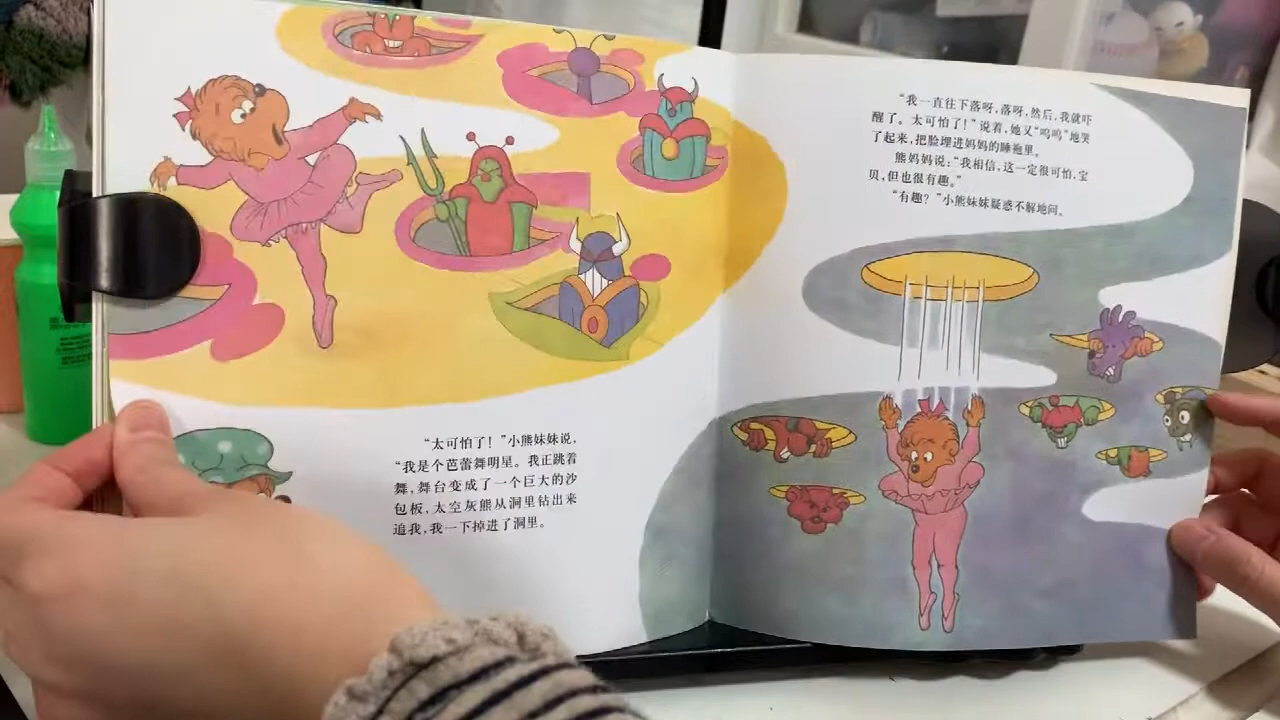 “太可怕了!”小熊妹妹说,
“我是个芭蕾舞明星。我正跳着
舞,舞台变成了一个巨大的沙
包板,太空灰熊从洞里钻出来
追我,我一下掉进了洞里。
“我一直往下落呀,落呀,然后,我就吓
醒了。太可怕了!”说着,她又“呜呜”地哭
了起来,把脸埋进妈妈的睡袍里。
熊妈妈说:“我相信,这一定很可怕,宝
贝,但也很有趣。”
“有趣?”小熊妹妹疑惑不解地问。